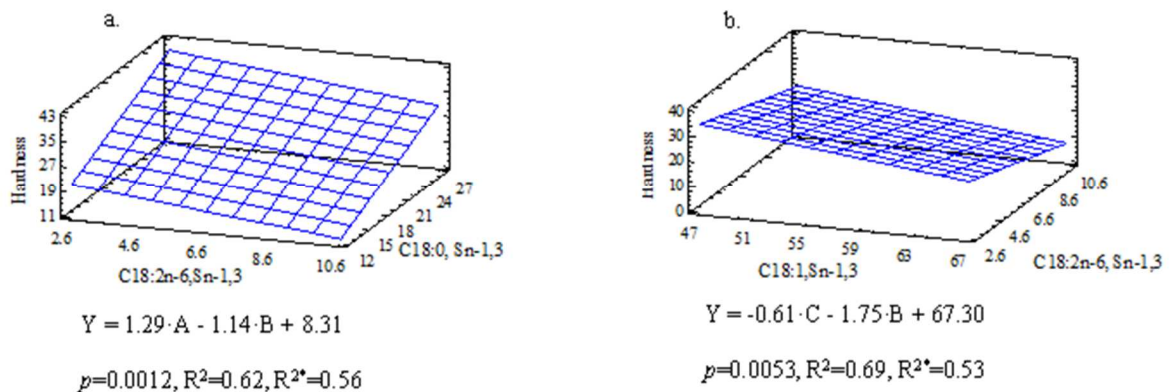 a.
43
35
27
19
11
Hardness
2.6
4.6
6.6
8.6
10.6
C18:2n-6,Sn-1,3
12
15
18
21
24
27
C18:0, Sn-1,3
Y = 1.29·A - 1.14·B + 8.31
p=0.0012, R²=0.62, R²*=0.56
b.
40
30
20
10
0
Hardness
47
51
55
59
63
67
C18:1,Sn-1,3
2.6
4.6
6.6
8.6
10.6
C18:2n-6, Sn-1,3
Y = -0.61·C - 1.75·B + 67.30
p=0.0053, R²=0.69, R²*=0.53